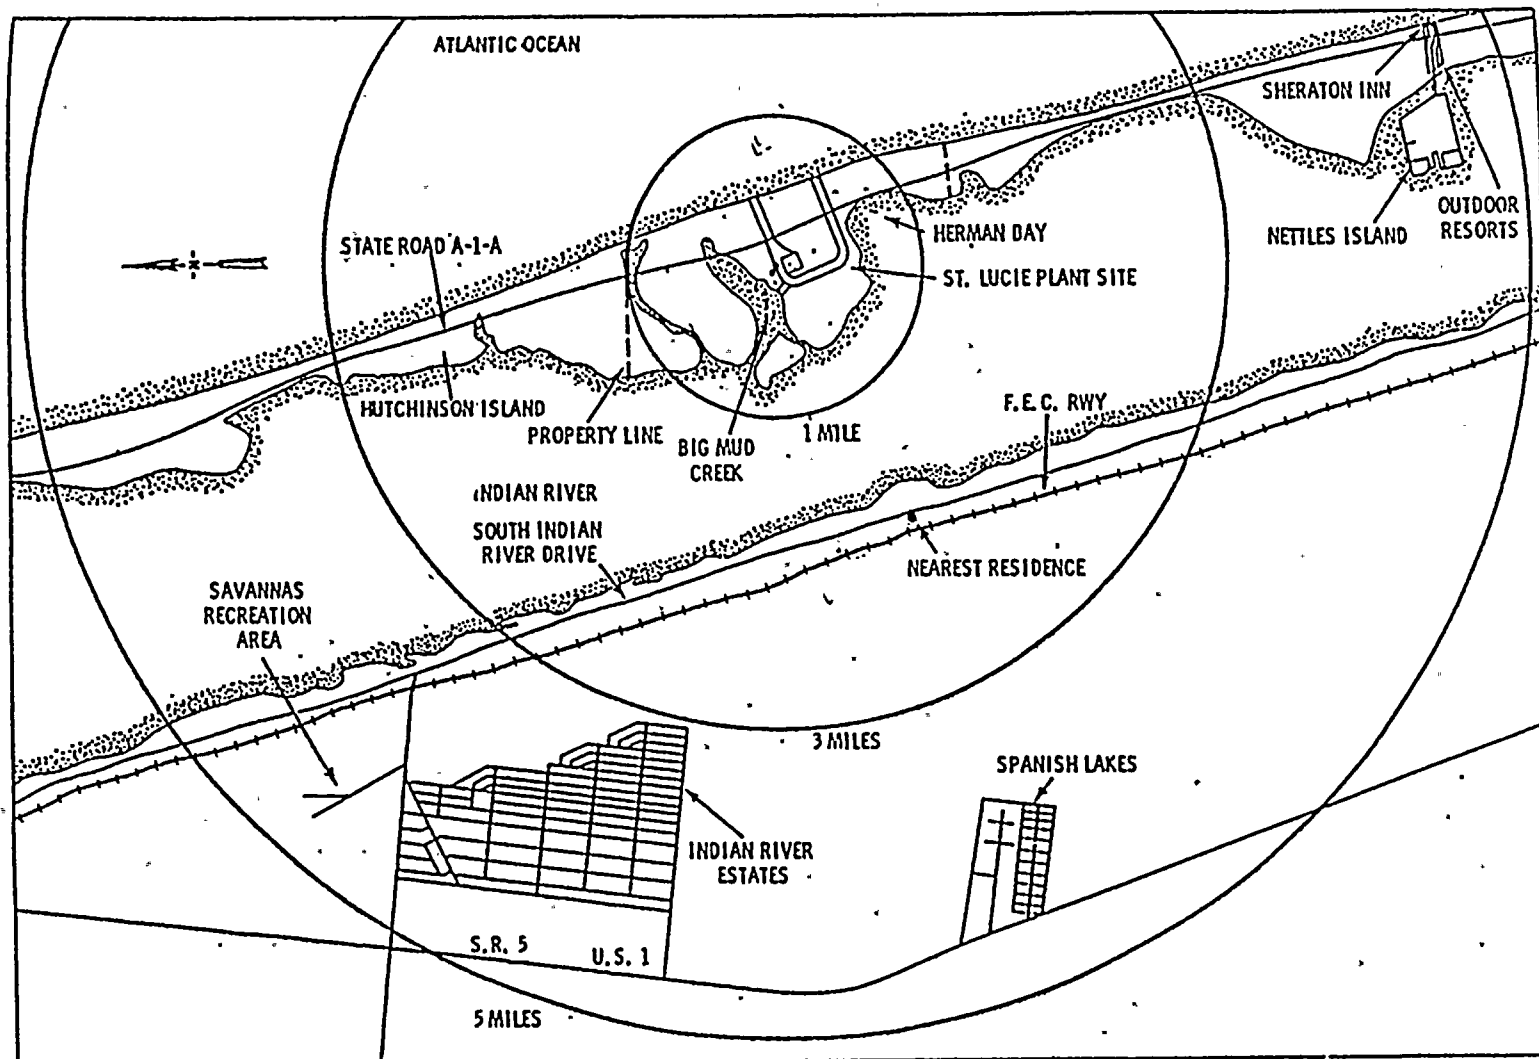 ATLANTIC OCEAN
SHERATON INN
STATE ROAD A-1-A
HERMAN BAY
NETTLES ISLAND
OUTDOOR
RESORTS
ST. LUCIE PLANT SITE
HUTCHINSON ISLAND
PROPERTY LINE
BIG MUD
CREEK
1 MILE
F.E.C. RWY
INDIAN RIVER
SOUTH INDIAN
RIVER DRIVE
NEAREST RESIDENCE
SAVANNAS
RECREATION
AREA
3 MILES
SPANISH LAKES
INDIAN RIVER
ESTATES
S.R. 5
U.S. 1
5 MILES